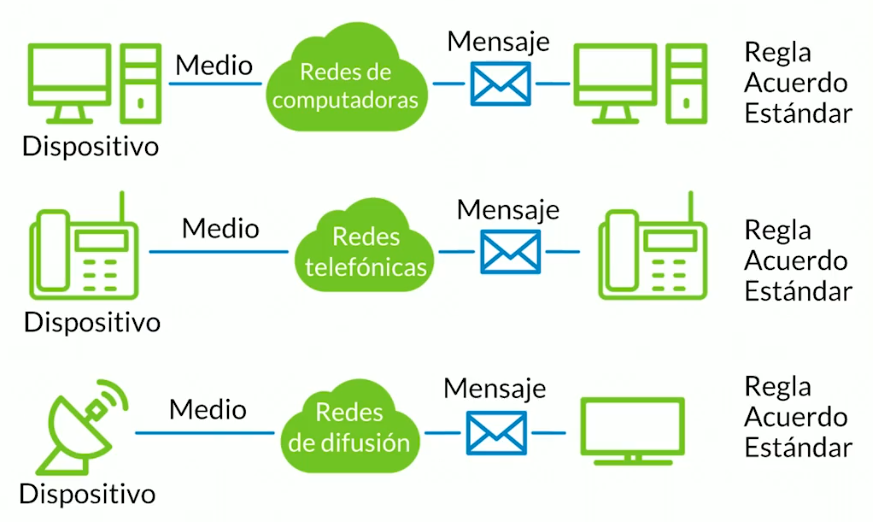 Medio
Redes de
computadoras
Mensaje
Regla
Acuerdo
Estándar
Dispositivo
Medio
Redes
telefónicas
Mensaje
Regla
Acuerdo
Estándar
Dispositivo
Medio
Redes
de difusión
Mensaje
Regla
Acuerdo
Estándar
Dispositivo